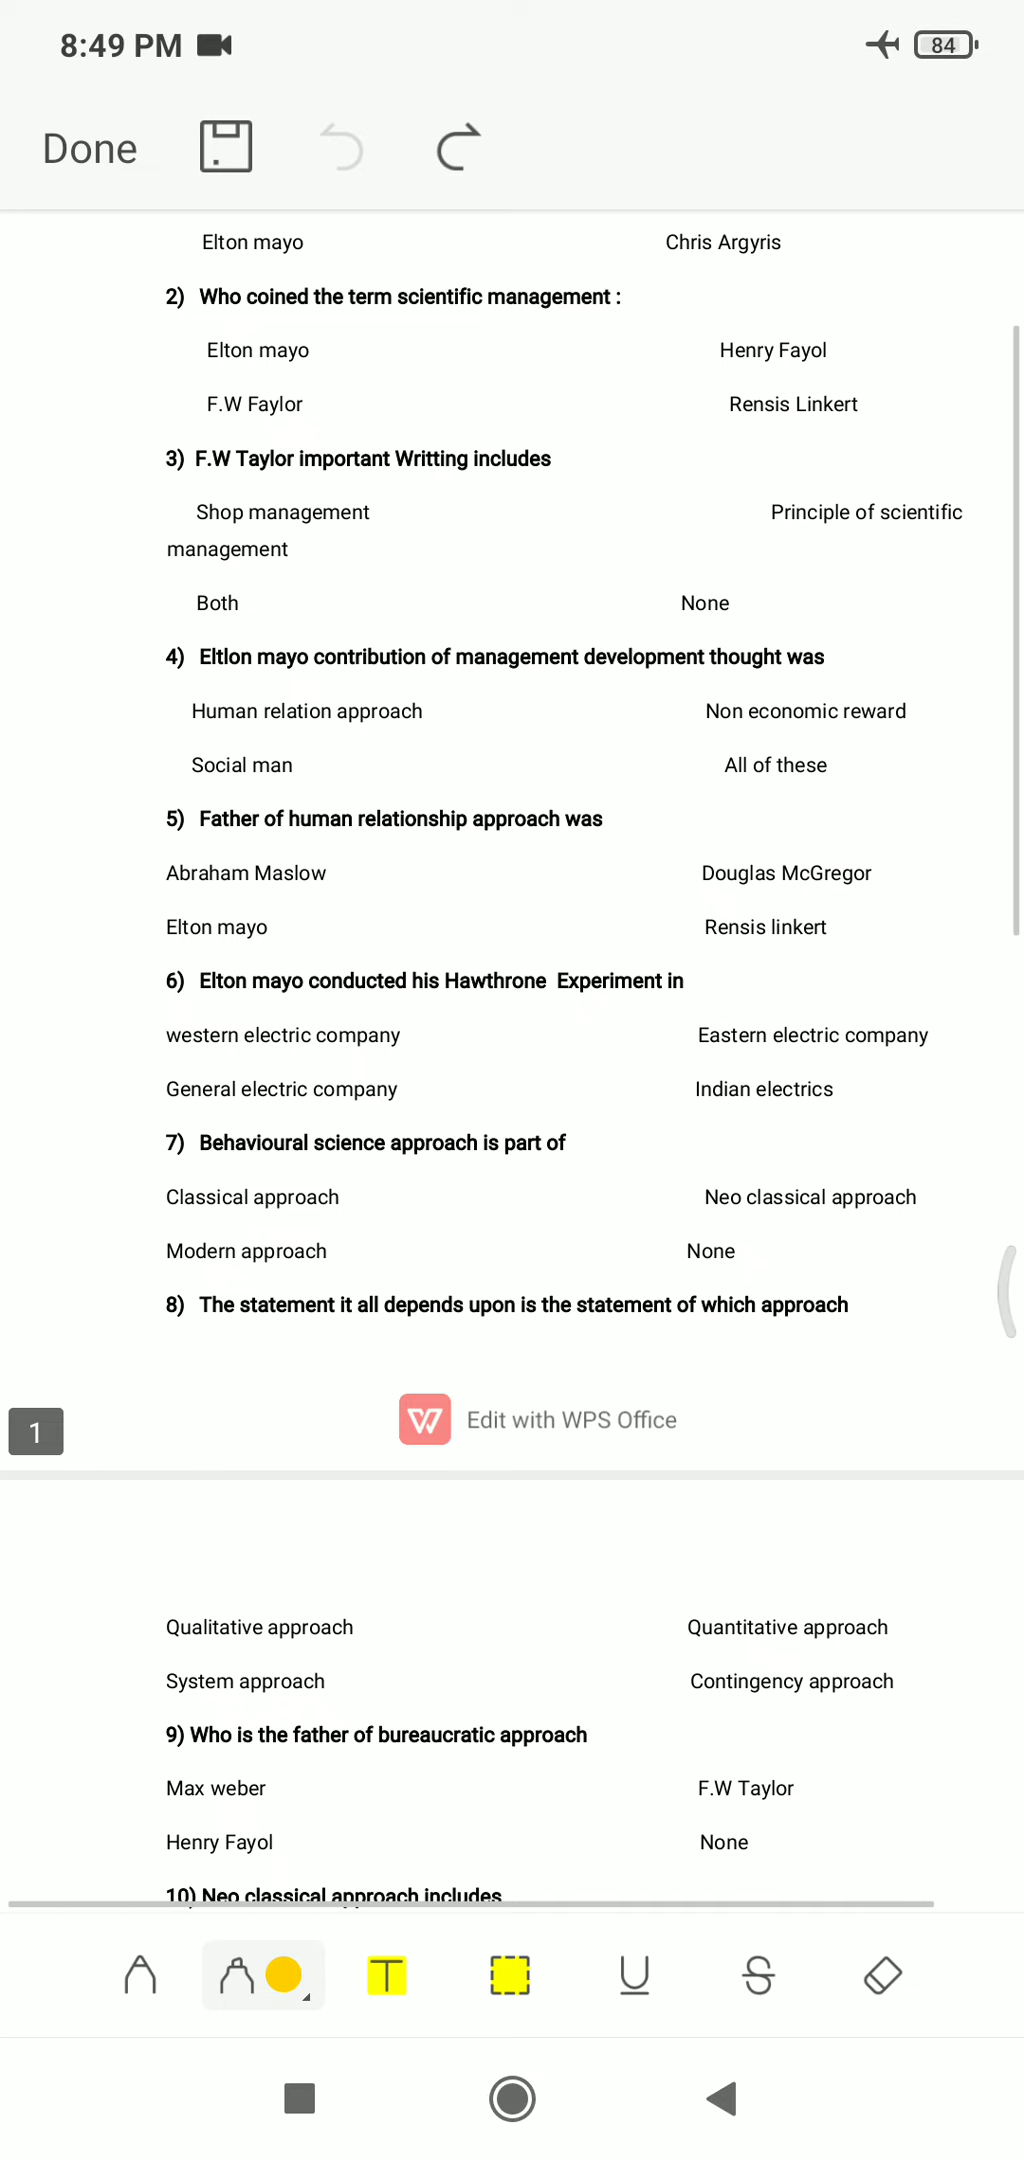 8:49 PM 84
Done
Elton mayo Chris Argyris
2) Who coined the term scientific management :
Elton mayo Henry Fayol
F.W Faylor Rensis Linkert
3) F.W Taylor important Writting includes
Shop management Principle of scientific
management
Both None
4) Eltlon mayo contribution of management development thought was
Human relation approach Non economic reward
Social man All of these
5) Father of human relationship approach was
Abraham Maslow Douglas McGregor
Elton mayo Rensis linkert
6) Elton mayo conducted his Hawthrone Experiment in
western electric company Eastern electric company
General electric company Indian electrics
7) Behavioural science approach is part of
Classical approach Neo classical approach
Modern approach None
8) The statement it all depends upon is the statement of which approach
1 Edit with WPS Office
Qualitative approach Quantitative approach
System approach Contingency approach
9) Who is the father of bureaucratic approach
Max weber F.W Taylor
Henry Fayol None
10) Neo classical approach includes